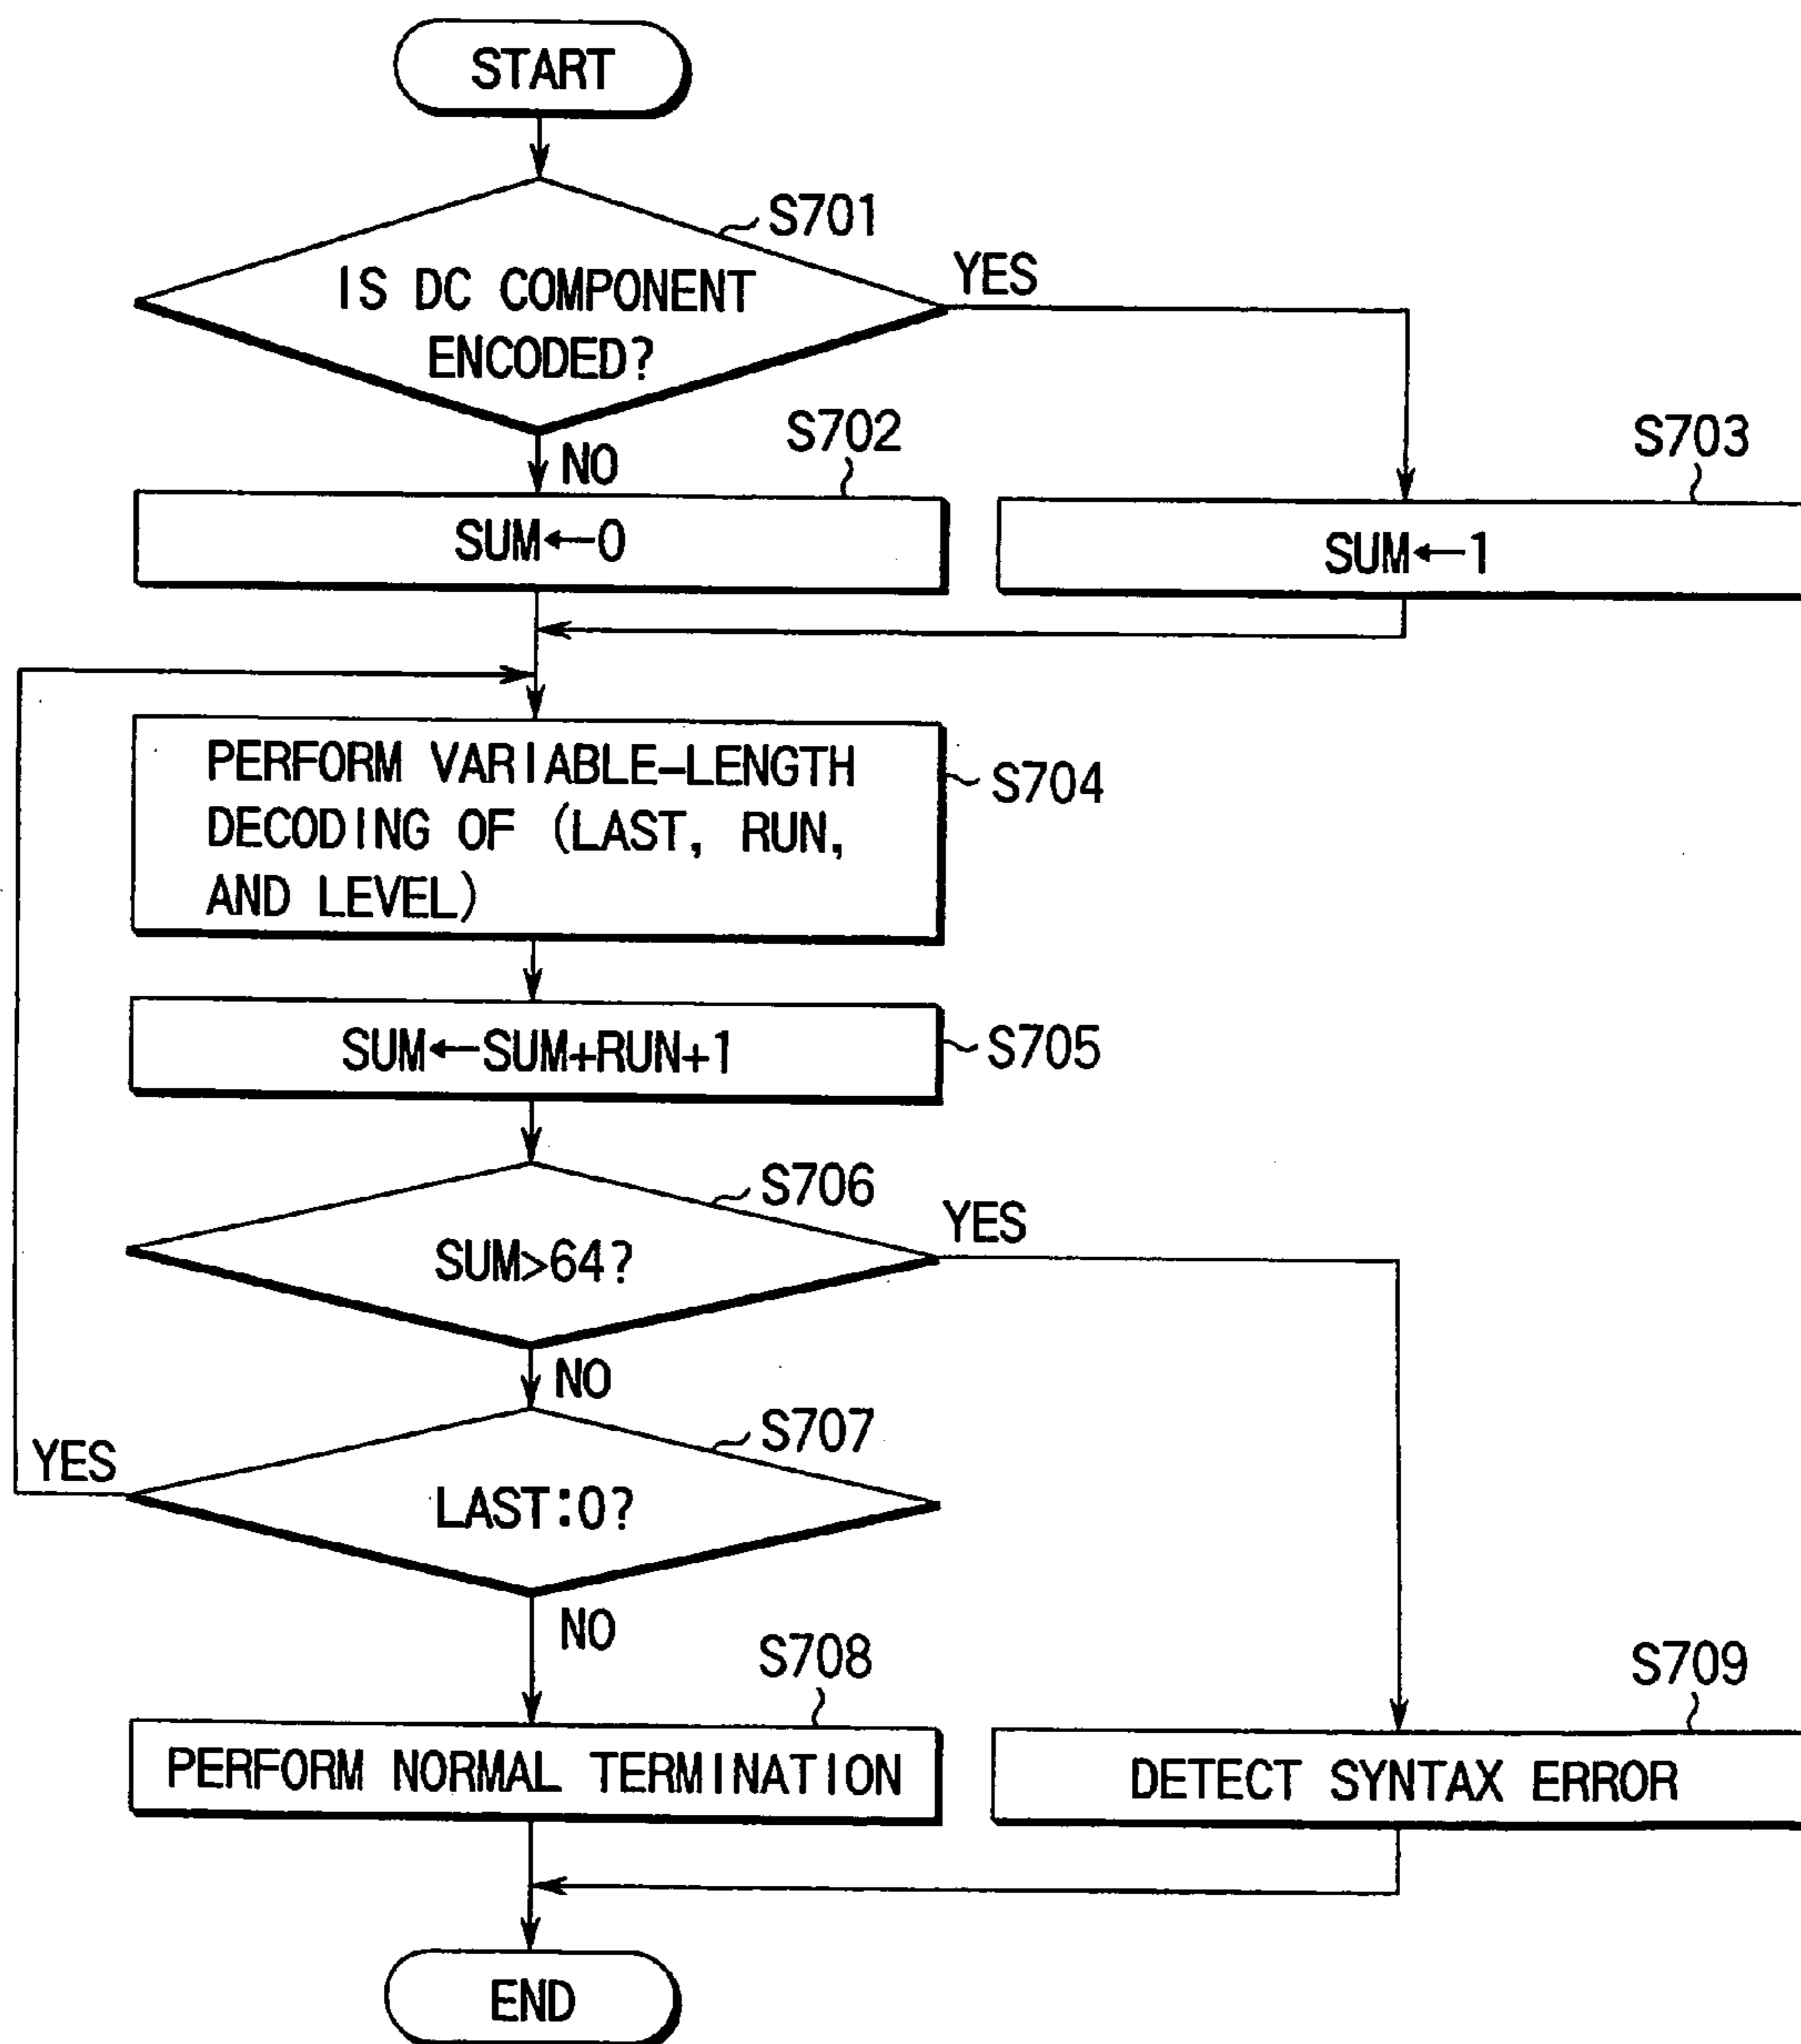 START
S701
IS DC COMPONENT
ENCODED?
YES
NO
S702
SUM←0
S703
SUM←1
PERFORM VARIABLE-LENGTH
DECODING OF (LAST, RUN,
AND LEVEL)
S704
SUM←SUM+RUN+1
S705
S706
SUM>64?
YES
NO
S707
LAST:0?
YES
NO
S708
PERFORM NORMAL TERMINATION
S709
DETECT SYNTAX ERROR
END